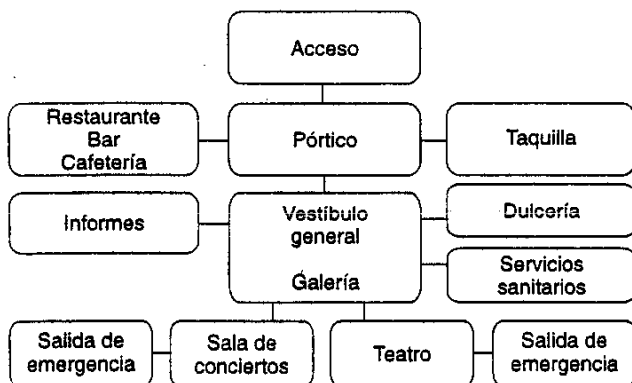 Acceso
Restaurante
Bar
Cafetería
Pórtico
Taquilla
Informes
Vestíbulo
general
Galería
Dulcería
Servicios
sanitarios
Salida de
emergencia
Sala de
conciertos
Teatro
Salida de
emergencia